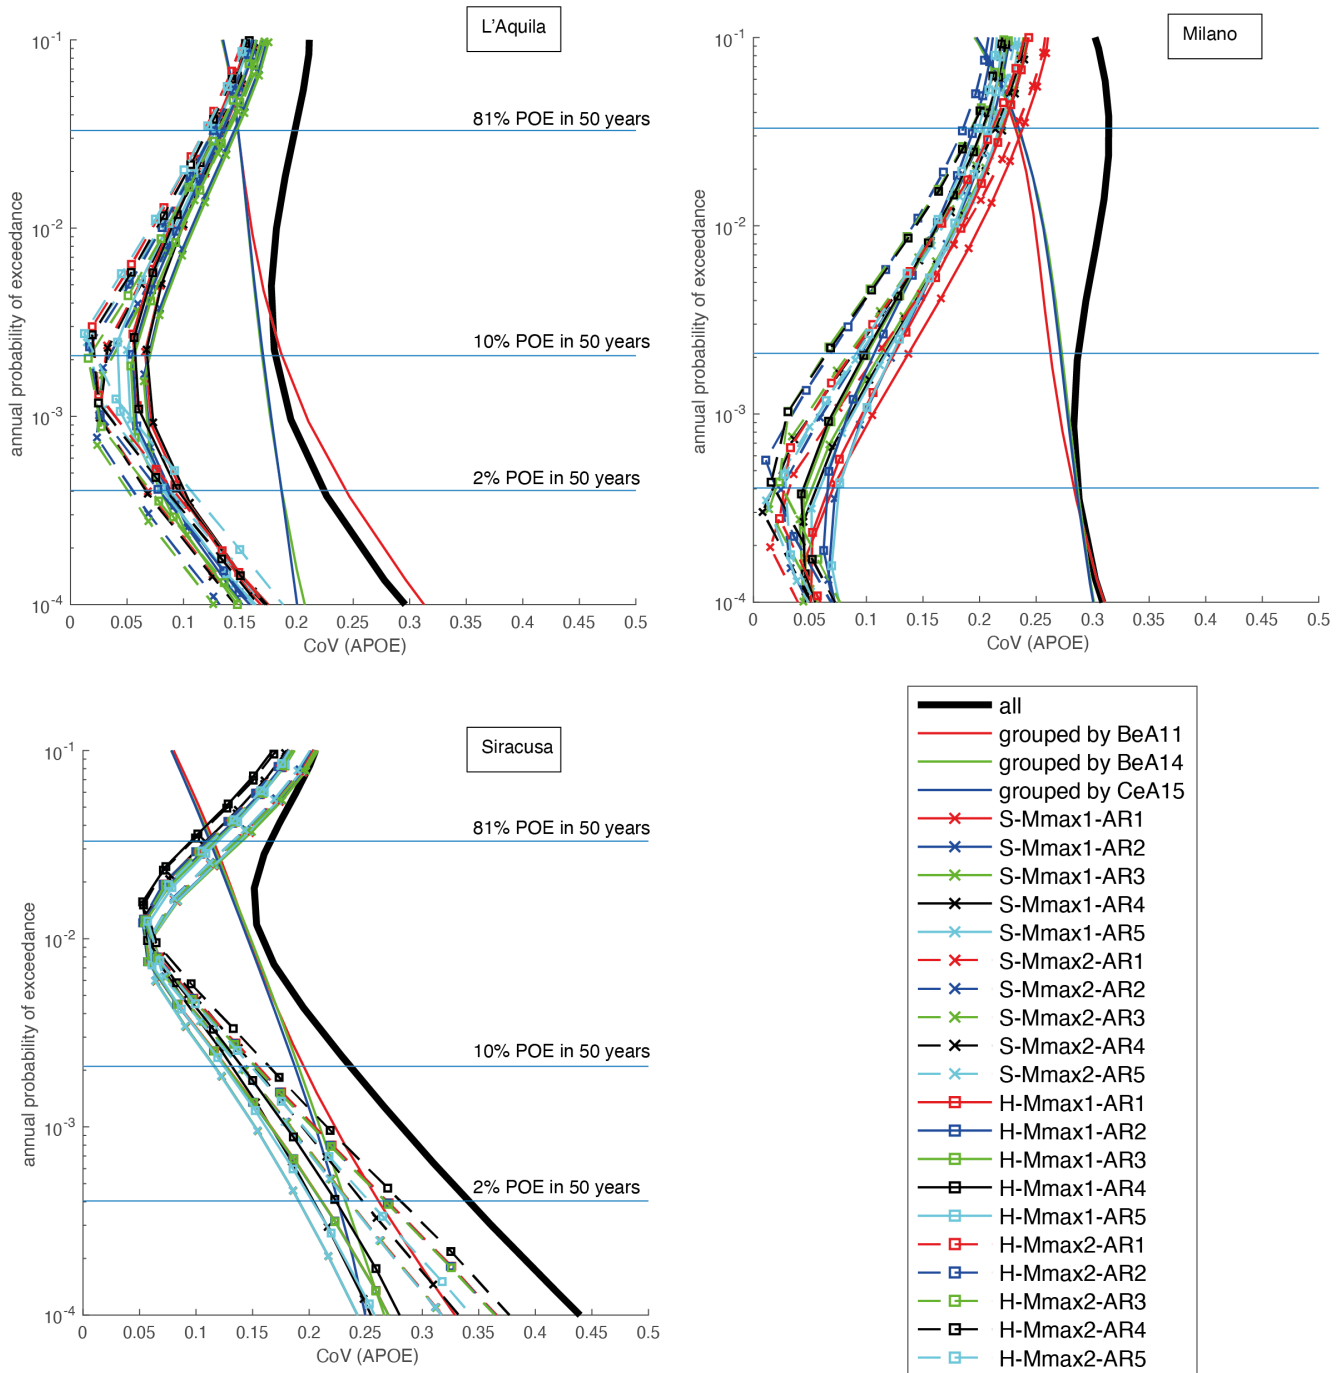 L'Aquila
10^-1
10^-2
10^-3
10^-4
annual probability of exceedance
81% POE in 50 years
10% POE in 50 years
2% POE in 50 years
0 0.05 0.1 0.15 0.2 0.25 0.3 0.35 0.4 0.45 0.5
CoV (APOE)
Milano
10^-1
10^-2
10^-3
10^-4
annual probability of exceedance
0 0.05 0.1 0.15 0.2 0.25 0.3 0.35 0.4 0.45 0.5
CoV (APOE)
Siracusa
10^-1
10^-2
10^-3
10^-4
annual probability of exceedance
81% POE in 50 years
10% POE in 50 years
2% POE in 50 years
0 0.05 0.1 0.15 0.2 0.25 0.3 0.35 0.4 0.45 0.5
CoV (APOE)
all
grouped by BeA11
grouped by BeA14
grouped by CeA15
S-Mmax1-AR1
S-Mmax1-AR2
S-Mmax1-AR3
S-Mmax1-AR4
S-Mmax1-AR5
S-Mmax2-AR1
S-Mmax2-AR2
S-Mmax2-AR3
S-Mmax2-AR4
S-Mmax2-AR5
H-Mmax1-AR1
H-Mmax1-AR2
H-Mmax1-AR3
H-Mmax1-AR4
H-Mmax1-AR5
H-Mmax2-AR1
H-Mmax2-AR2
H-Mmax2-AR3
H-Mmax2-AR4
H-Mmax2-AR5